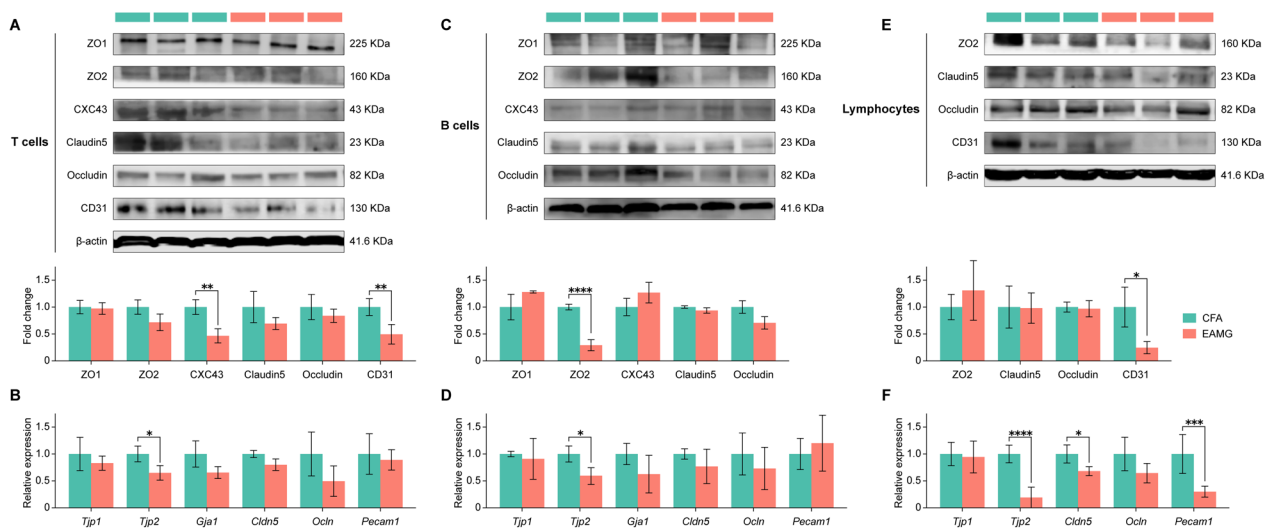 A
T cells
ZO1 225 KDa
ZO2 160 KDa
CXC43 43 KDa
Claudin5 23 KDa
Occludin 82 KDa
CD31 130 KDa
β-actin 41.6 KDa
Fold change
1.5
1.0
0.5
0
** **
ZO1 ZO2 CXC43 Claudin5 Occludin CD31
B
Relative expression
1.5
1.0
0.5
0
*
Tjp1 Tjp2 Gja1 Cldn5 Ocln Pecam1
C
B cells
ZO1 225 KDa
ZO2 160 KDa
CXC43 43 KDa
Claudin5 23 KDa
Occludin 82 KDa
β-actin 41.6 KDa
Fold change
1.5
1.0
0.5
0
****
ZO1 ZO2 CXC43 Claudin5 Occludin
D
Relative expression
1.5
1.0
0.5
0
*
Tjp1 Tjp2 Gja1 Cldn5 Ocln Pecam1
E
Lymphocytes
ZO2 160 KDa
Claudin5 23 KDa
Occludin 82 KDa
CD31 130 KDa
β-actin 41.6 KDa
Fold change
1.5
1.0
0.5
0
*
ZO2 Claudin5 Occludin CD31
CFA
EAMG
F
Relative expression
1.5
1.0
0.5
0
**** * ***
Tjp1 Tjp2 Cldn5 Ocln Pecam1